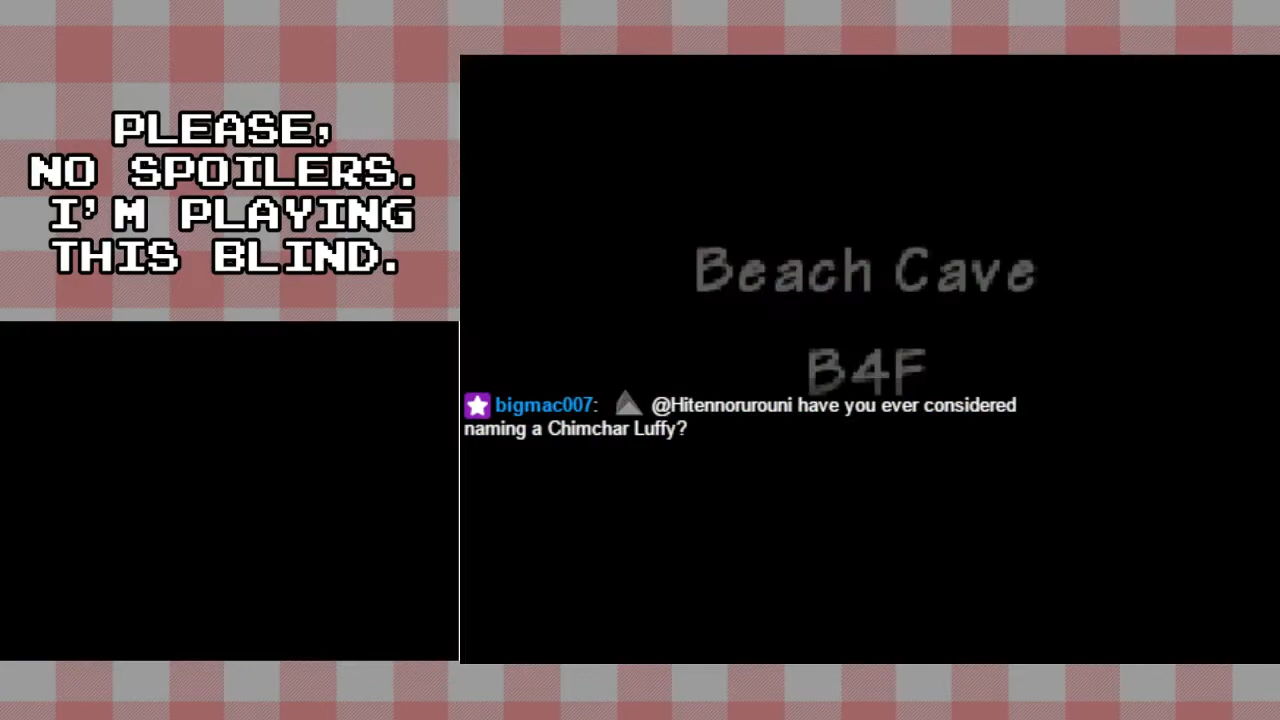 PLEASE,
NO SPOILERS.
I'M PLAYING
THIS BLIND.
Beach Cave
B4F
bigmac007: @Hitennorurouni have you ever considered
naming a Chimchar Luffy?